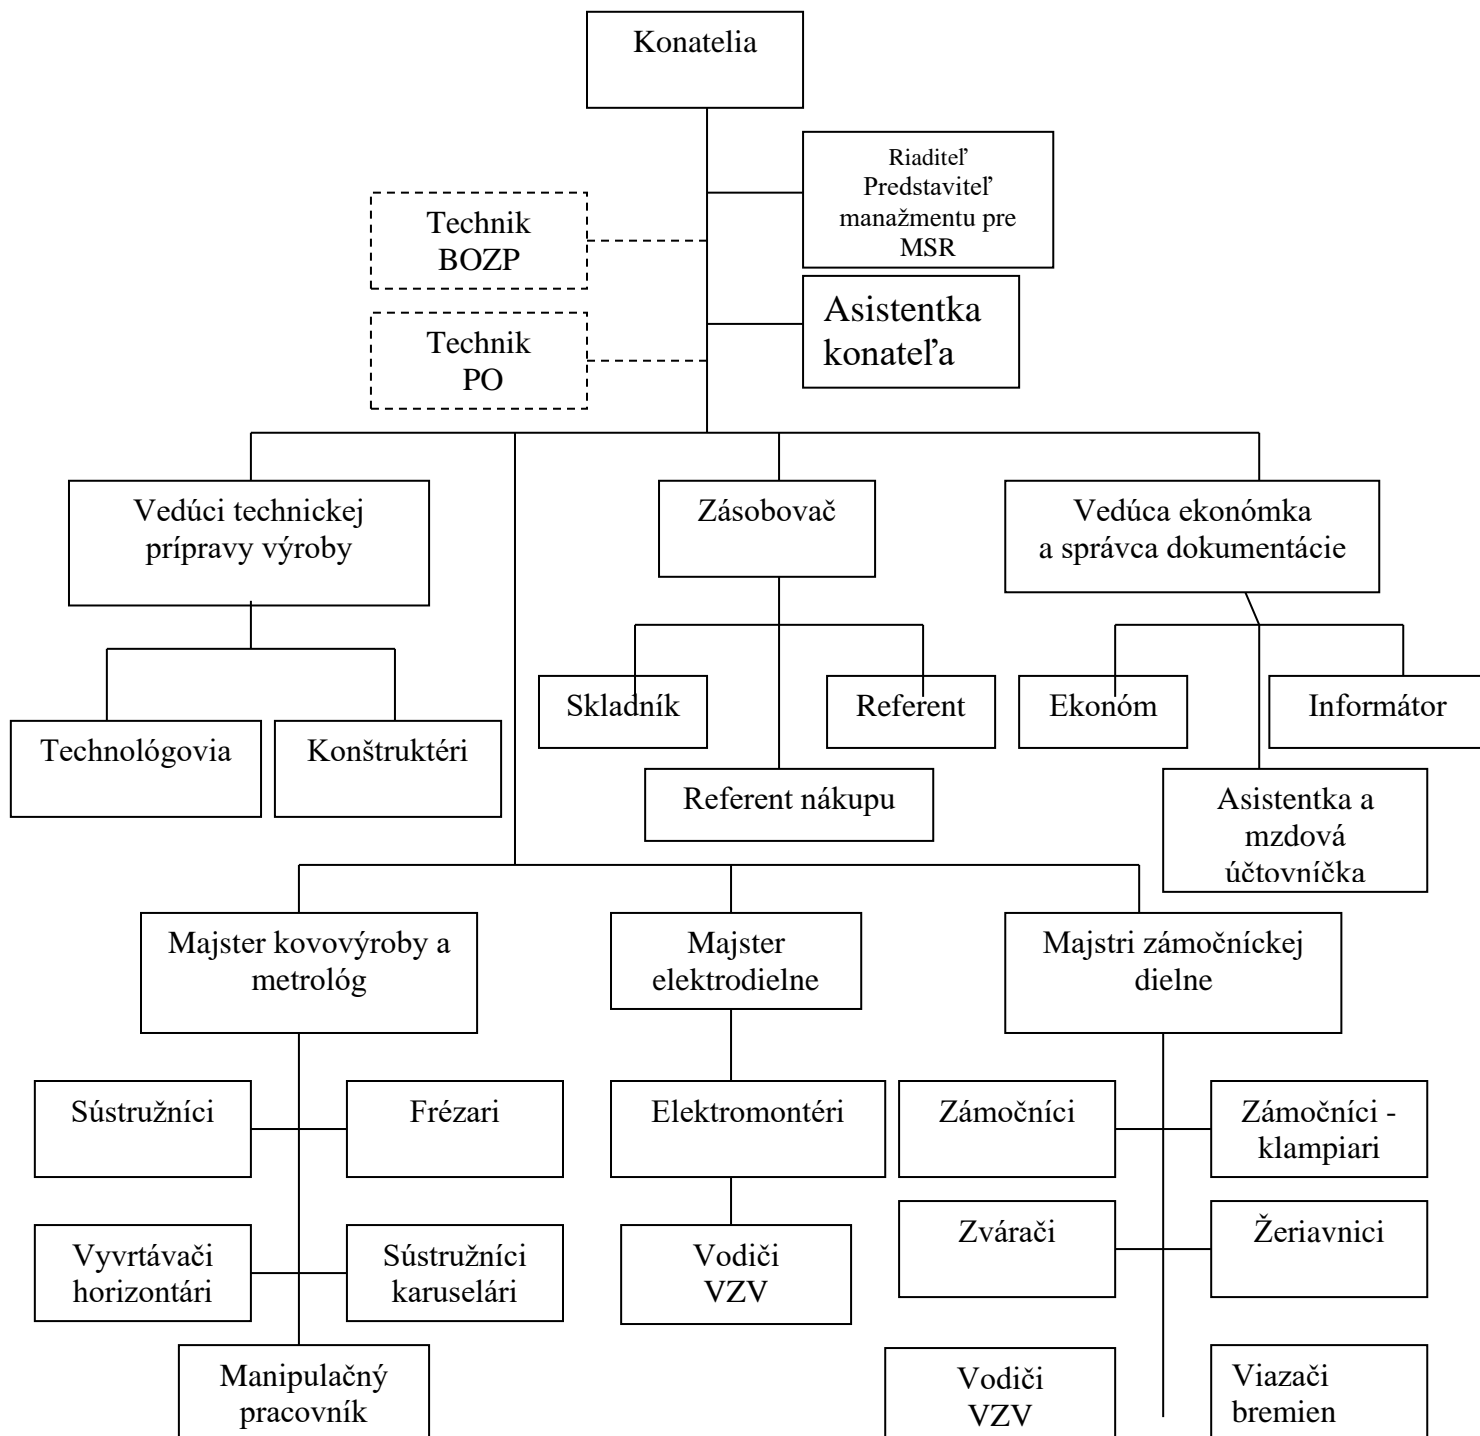 Konatelia
Riaditeľ
Predstaviteľ
manažmentu pre
MSR
Technik
BOZP
Asistentka
konateľa
Technik
PO
Vedúci technickej
prípravy výroby
Zásobovač
Vedúca ekonómka
a správca dokumentácie
Skladník
Referent
Ekonóm
Informátor
Technológovia
Konštruktéri
Referent nákupu
Asistentka a
mzdová
účtovníčka
Majster kovovýroby a
metrológ
Majster
elektrodielne
Majstri zámočníckej
dielne
Sústružníci
Frézari
Elektromontéri
Zámočníci
Zámočníci -
klampiari
Vyvrtávači
horizontári
Sústružníci
karuselári
Vodiči
VZV
Zvárači
Žeriavnici
Manipulačný
pracovník
Vodiči
VZV
Viazači
bremien